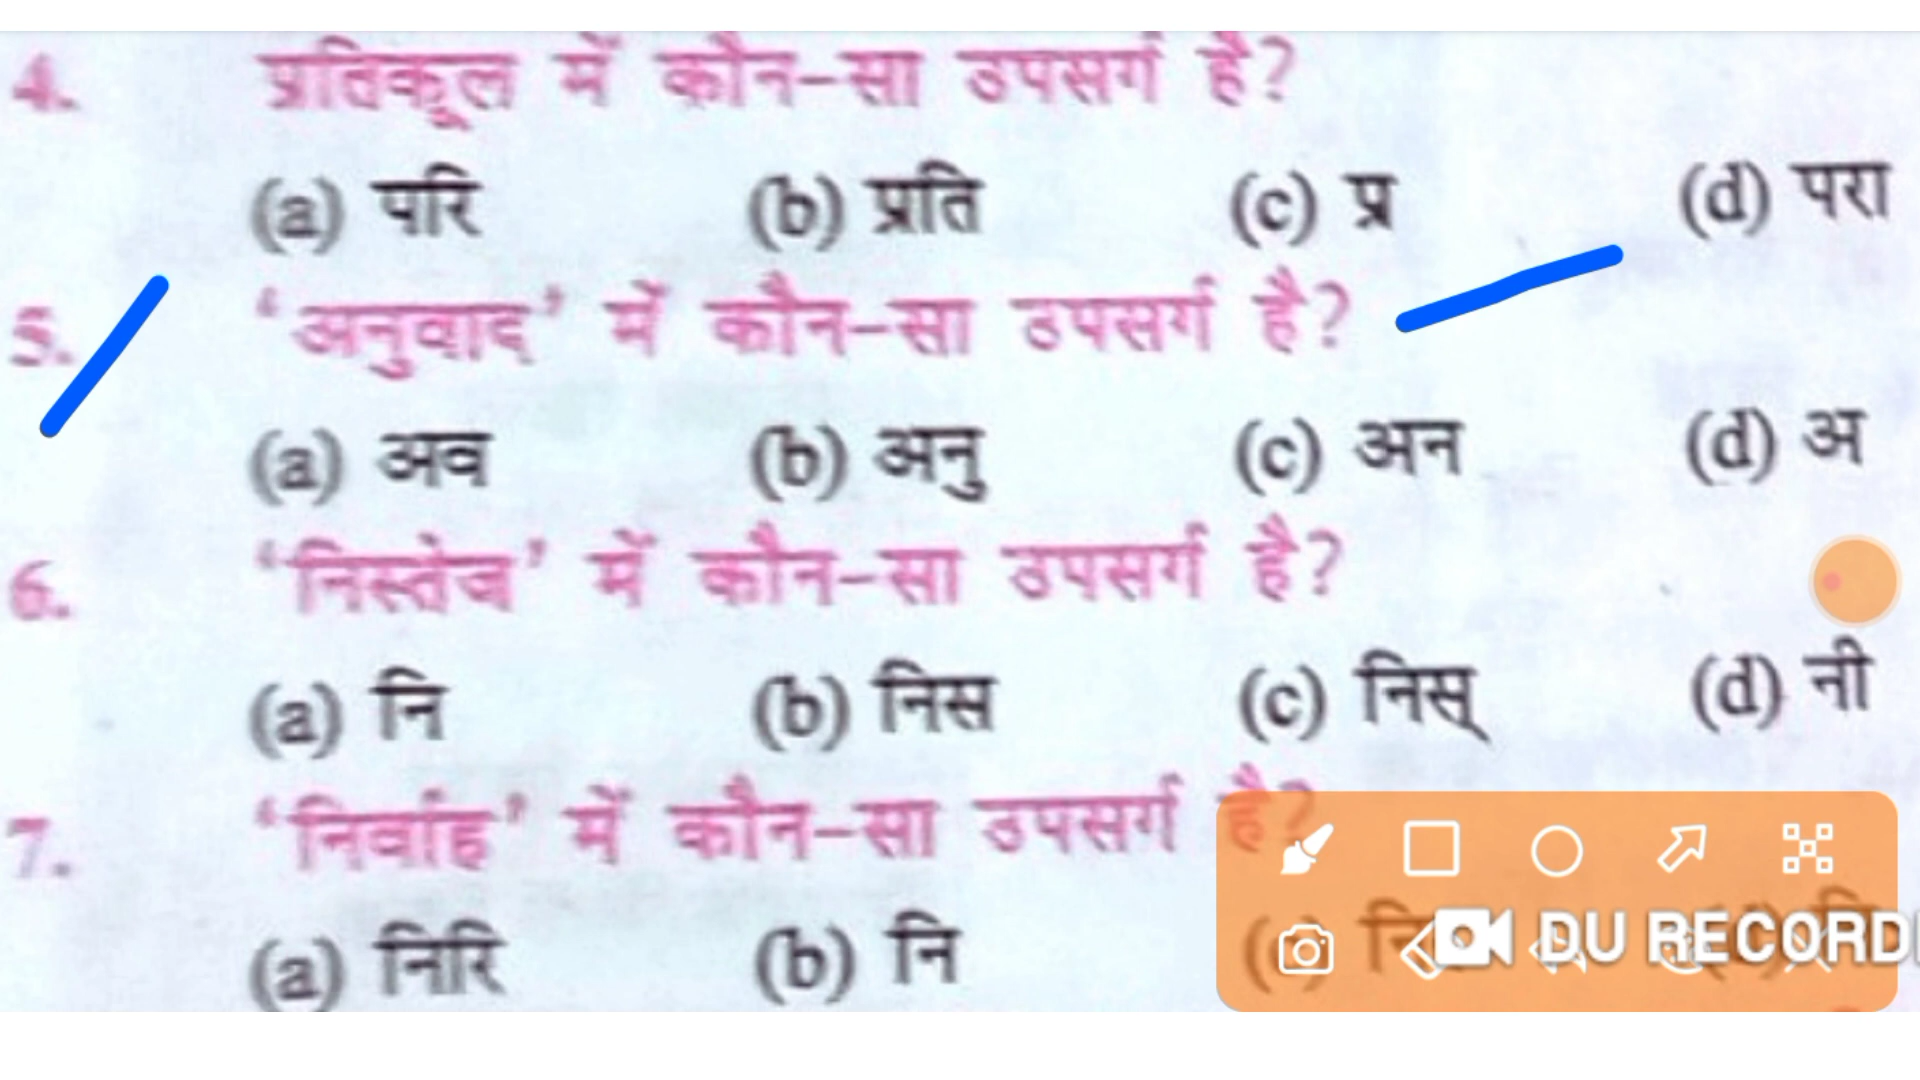 4. प्रतिकूल में कौन-सा उपसर्ग है?
(a) परि (b) प्रति (c) प्र (d) परा
5. 'अनुवाद' में कौन-सा उपसर्ग है?
(a) अव (b) अनु (c) अन (d) अ
6. 'निस्तेज' में कौन-सा उपसर्ग है?
(a) नि (b) निस (c) निस् (d) नी
7. 'निर्वाह' में कौन-सा उपसर्ग है?
(a) निरि (b) नि (c)
DU RECORD